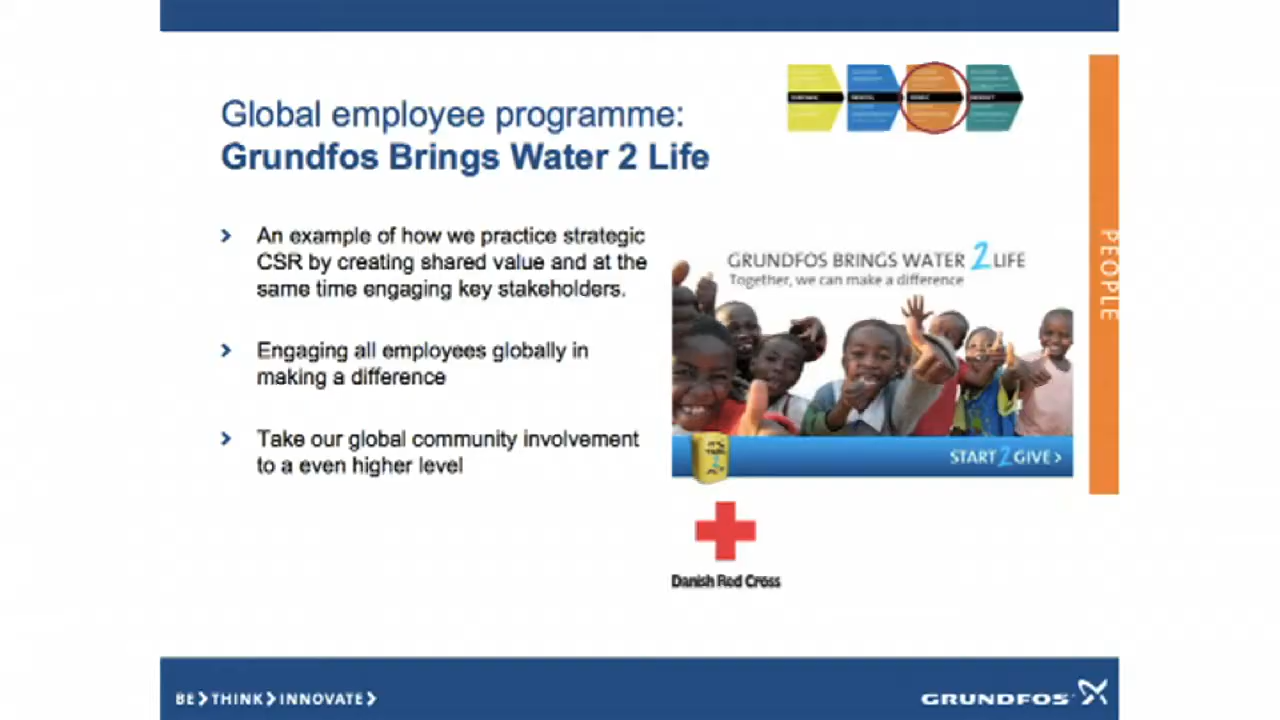 Global employee programme:
Grundfos Brings Water 2 Life
An example of how we practice strategic
CSR by creating shared value and at the
same time engaging key stakeholders.
Engaging all employees globally in
making a difference
Take our global community involvement
to a even higher level
GRUNDFOS BRINGS WATER 2 LIFE
Together, we can make a difference
START 2 GIVE >
Danish Red Cross
PEOPLE
BE>THINK>INNOVATE>
GRUNDFOS